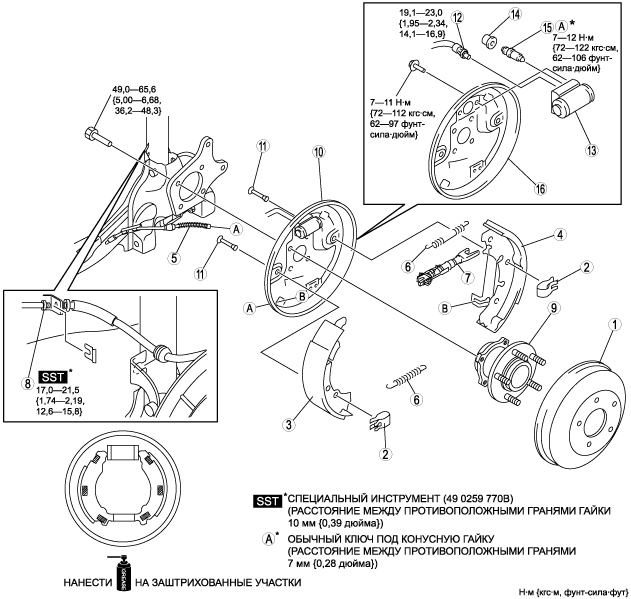 19,1—23,0
{1,95—2,34,
14,1—16,9}
12
14
15
A *
7—12 Н·м
{72—122 кгс·см,
62—106 фунт-
сила·дюйм}
7—11 Н·м
{72—112 кгс·см,
62—97 фунт-
сила·дюйм}
13
16
49,0—65,6
{5,00—6,68,
36,2—48,3}
11
10
A
5
11
A
B
6
7
4
2
B
9
1
8
SST *
17,0—21,5
{1,74—2,19,
12,6—15,8}
3
6
2
SST *СПЕЦИАЛЬНЫЙ ИНСТРУМЕНТ (49 0259 770B)
(РАССТОЯНИЕ МЕЖДУ ПРОТИВОПОЛОЖНЫМИ ГРАНЯМИ ГАЙКИ
10 мм {0,39 дюйма})
A * ОБЫЧНЫЙ КЛЮЧ ПОД КОНУСНУЮ ГАЙКУ
(РАССТОЯНИЕ МЕЖДУ ПРОТИВОПОЛОЖНЫМИ ГРАНЯМИ
7 мм {0,28 дюйма})
НАНЕСТИ GREASE НА ЗАШТРИХОВАННЫЕ УЧАСТКИ
Н·м {кгс·м, фунт-сила·фут}